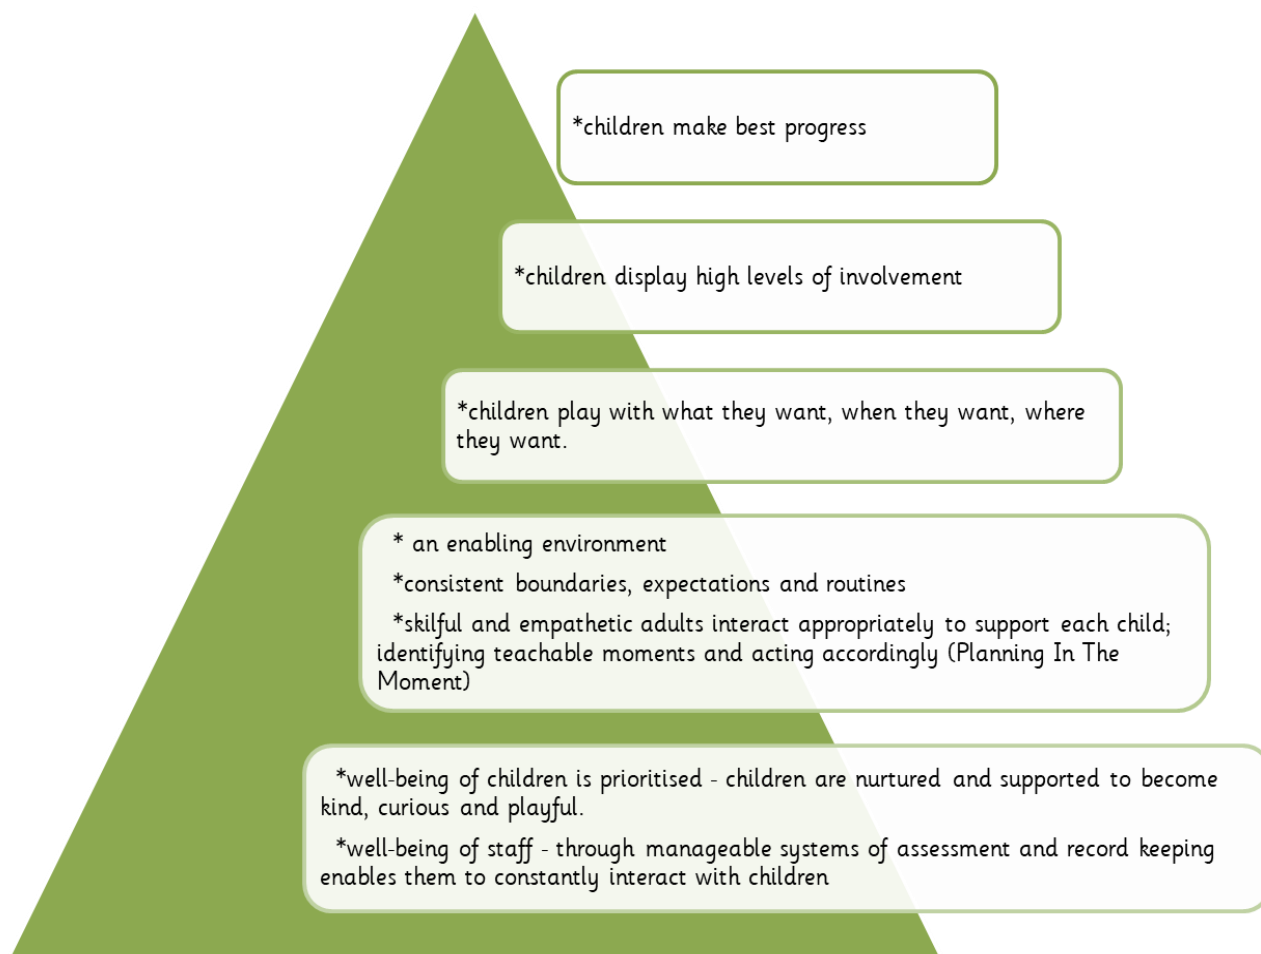 *children make best progress
*children display high levels of involvement
*children play with what they want, when they want, where
they want.
* an enabling environment
*consistent boundaries, expectations and routines
*skilful and empathetic adults interact appropriately to support each child;
identifying teachable moments and acting accordingly (Planning In The
Moment)
*well-being of children is prioritised - children are nurtured and supported to become
kind, curious and playful.
*well-being of staff - through manageable systems of assessment and record keeping
enables them to constantly interact with children